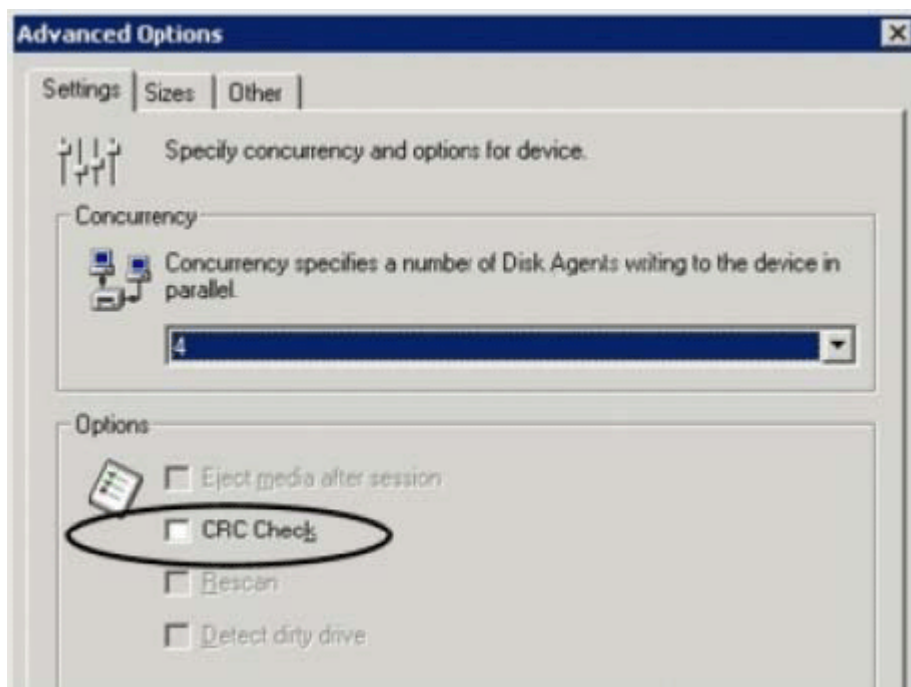 Advanced Options
Settings Sizes Other
Specify concurrency and options for device.
Concurrency
Concurrency specifies a number of Disk Agents writing to the device in
parallel.
4
Options
Eject media after session
CRC Check
Rescan
Detect dirty drive